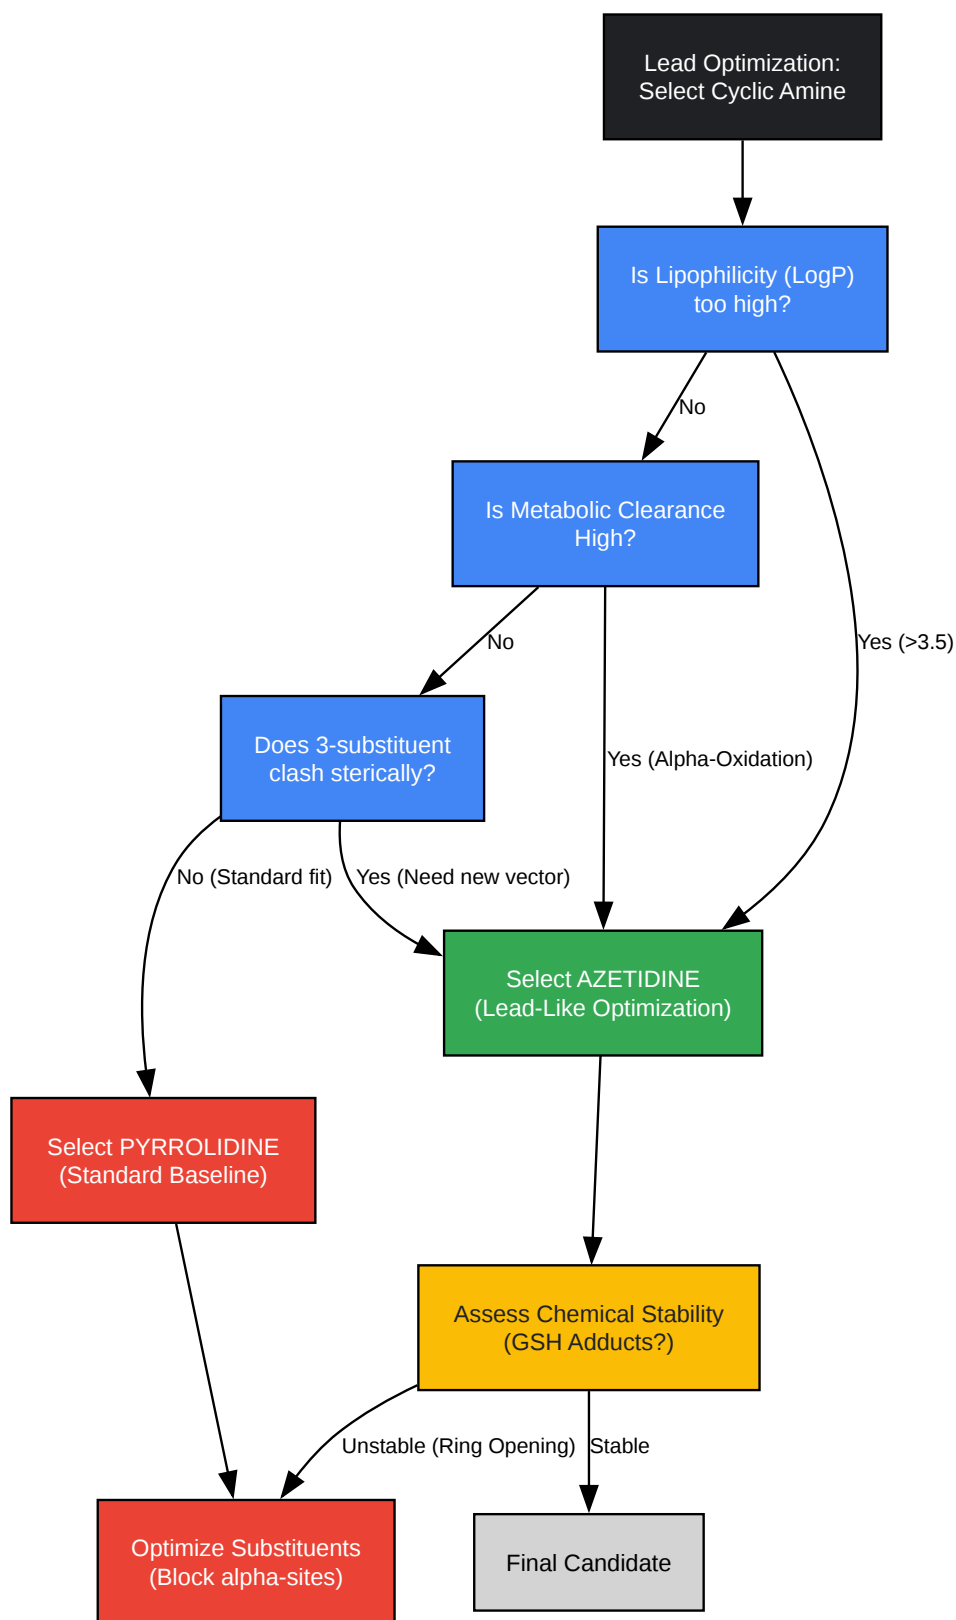 Lead Optimization:
Select Cyclic Amine
Is Lipophilicity (LogP)
too high?
No
Is Metabolic Clearance
High?
No
Yes (>3.5)
Does 3-substituent
clash sterically?
Yes (Alpha-Oxidation)
No (Standard fit)
Yes (Need new vector)
Select AZETIDINE
(Lead-Like Optimization)
Select PYRROLIDINE
(Standard Baseline)
Assess Chemical Stability
(GSH Adducts?)
Unstable (Ring Opening)
Stable
Optimize Substituents
(Block alpha-sites)
Final Candidate